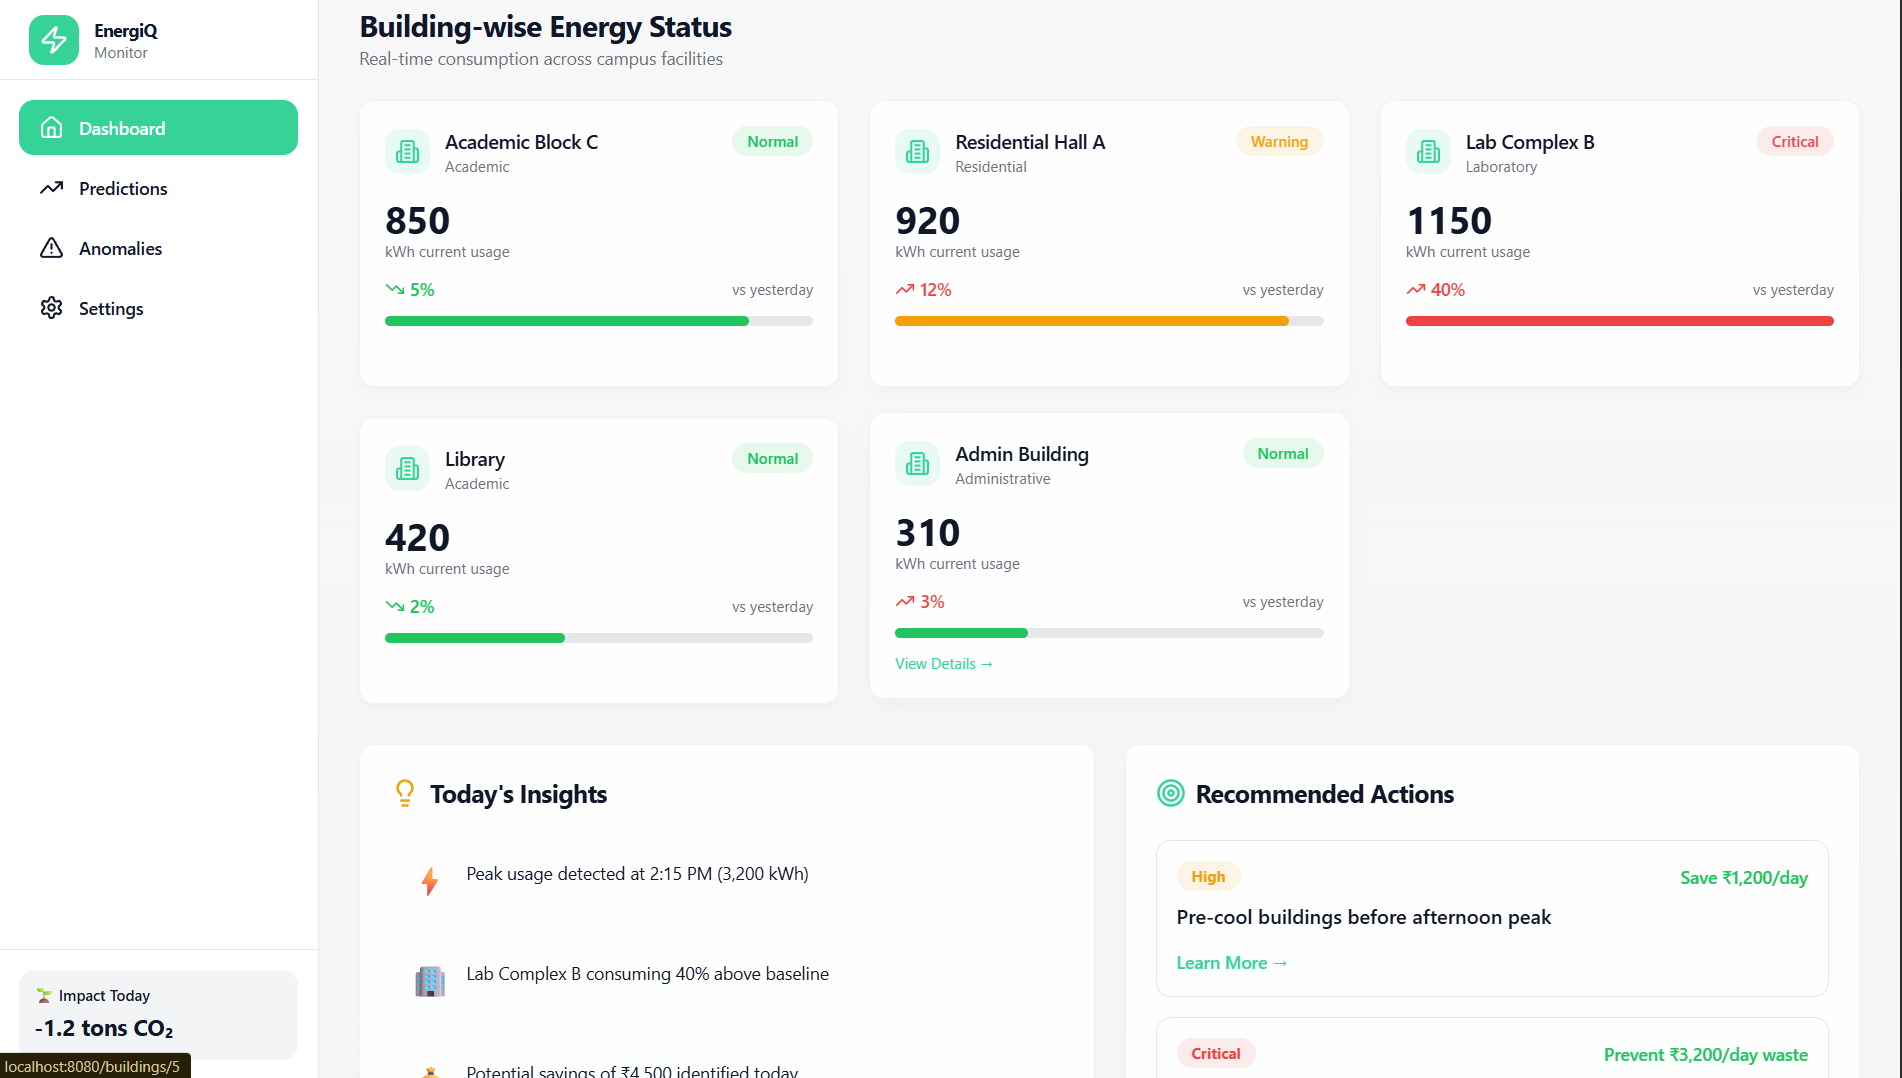 EnergiQ
Monitor
Dashboard
Predictions
Anomalies
Settings
Impact Today
-1.2 tons CO₂
localhost:8080/buildings/5
Building-wise Energy Status
Real-time consumption across campus facilities
Academic Block C
Academic
Normal
850
kWh current usage
5%
vs yesterday
Residential Hall A
Residential
Warning
920
kWh current usage
12%
vs yesterday
Lab Complex B
Laboratory
Critical
1150
kWh current usage
40%
vs yesterday
Library
Academic
Normal
420
kWh current usage
2%
vs yesterday
Admin Building
Administrative
Normal
310
kWh current usage
3%
vs yesterday
View Details →
Today's Insights
Peak usage detected at 2:15 PM (3,200 kWh)
Lab Complex B consuming 40% above baseline
Potential savings of ₹4,500 identified today
Recommended Actions
High
Save ₹1,200/day
Pre-cool buildings before afternoon peak
Learn More →
Critical
Prevent ₹3,200/day waste